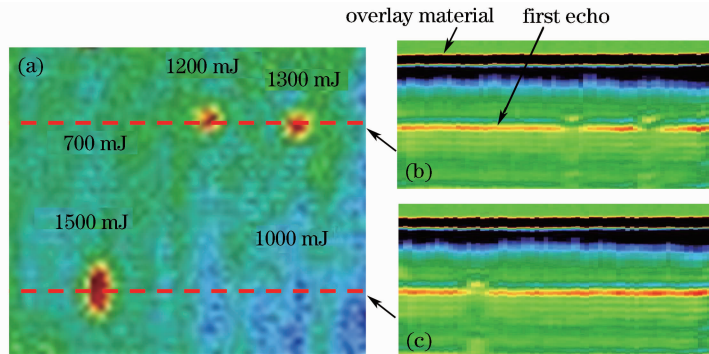 overlay material
first echo
(a)
1200 mJ
1300 mJ
700 mJ
(b)
1500 mJ
1000 mJ
(c)